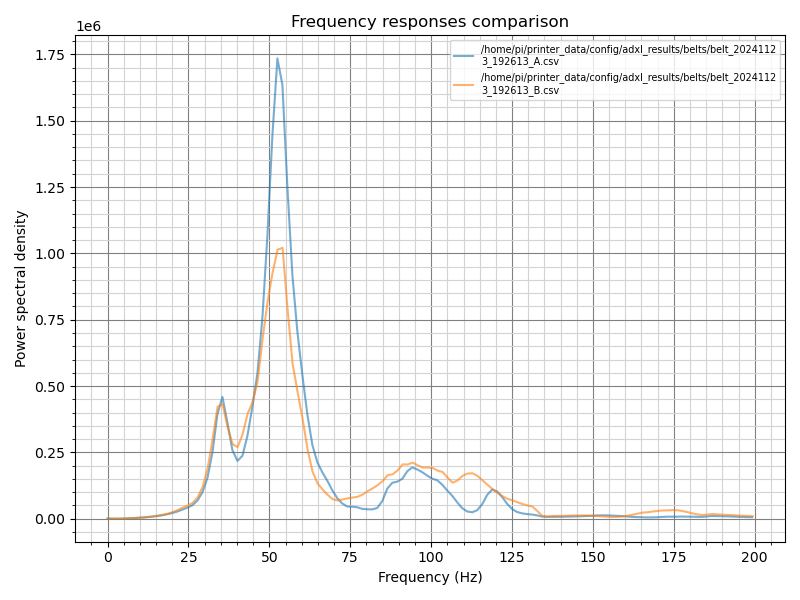 Frequency responses comparison
1e6
/home/pi/printer_data/config/adxl_results/belts/belt_2024112
3_192613_A.csv
/home/pi/printer_data/config/adxl_results/belts/belt_2024112
3_192613_B.csv
1.75
1.50
1.25
1.00
0.75
0.50
0.25
0.00
Power spectral density
0 25 50 75 100 125 150 175 200
Frequency (Hz)